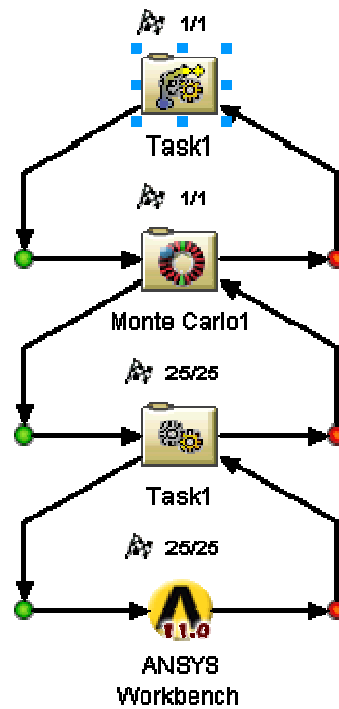 1/1
Task1
1/1
Monte Carlo1
25/25
Task1
25/25
11.0
ANSYS
Workbench